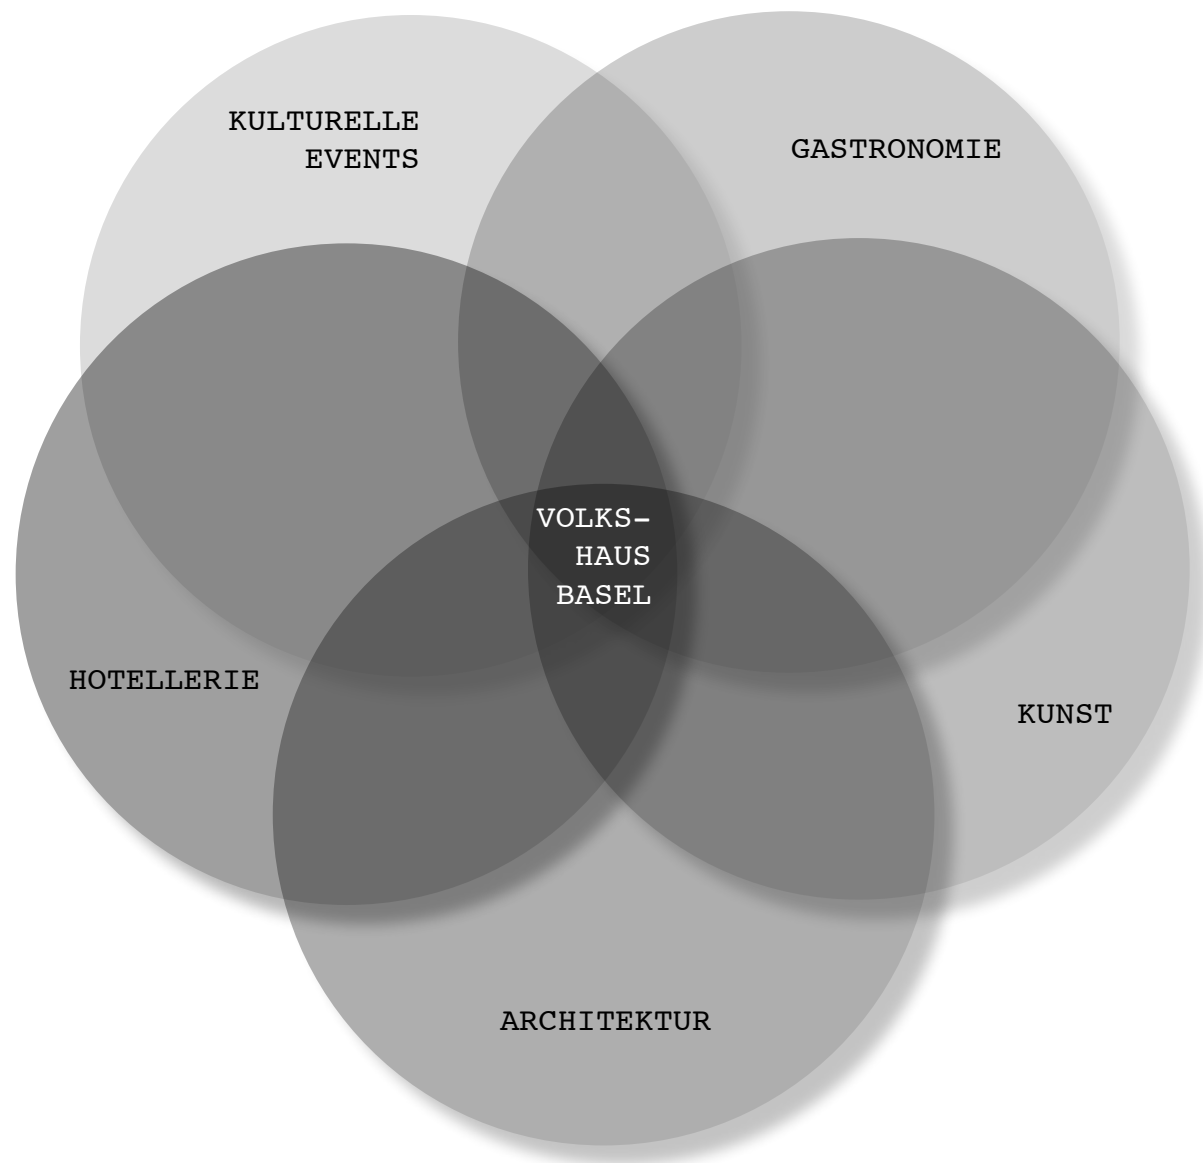 KULTURELLE
EVENTS
GASTRONOMIE
VOLKS-
HAUS
BASEL
HOTELLERIE
KUNST
ARCHITEKTUR